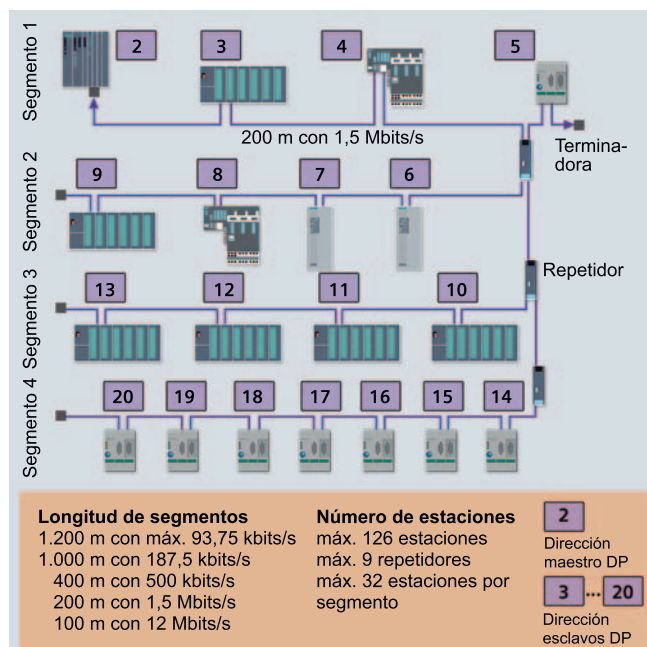 Segmento 1
2
3
4
5
200 m con 1,5 Mbits/s
Termina-
dora
Segmento 2
9
8
7
6
Repetidor
Segmento 3
13
12
11
10
Segmento 4
20
19
18
17
16
15
14
Longitud de segmentos
1.200 m con máx. 93,75 kbits/s
1.000 m con 187,5 kbits/s
400 m con 500 kbits/s
200 m con 1,5 Mbits/s
100 m con 12 Mbits/s
Número de estaciones
máx. 126 estaciones
máx. 9 repetidores
máx. 32 estaciones por
segmento
2
Dirección
maestro DP
3 ... 20
Dirección
esclavos DP